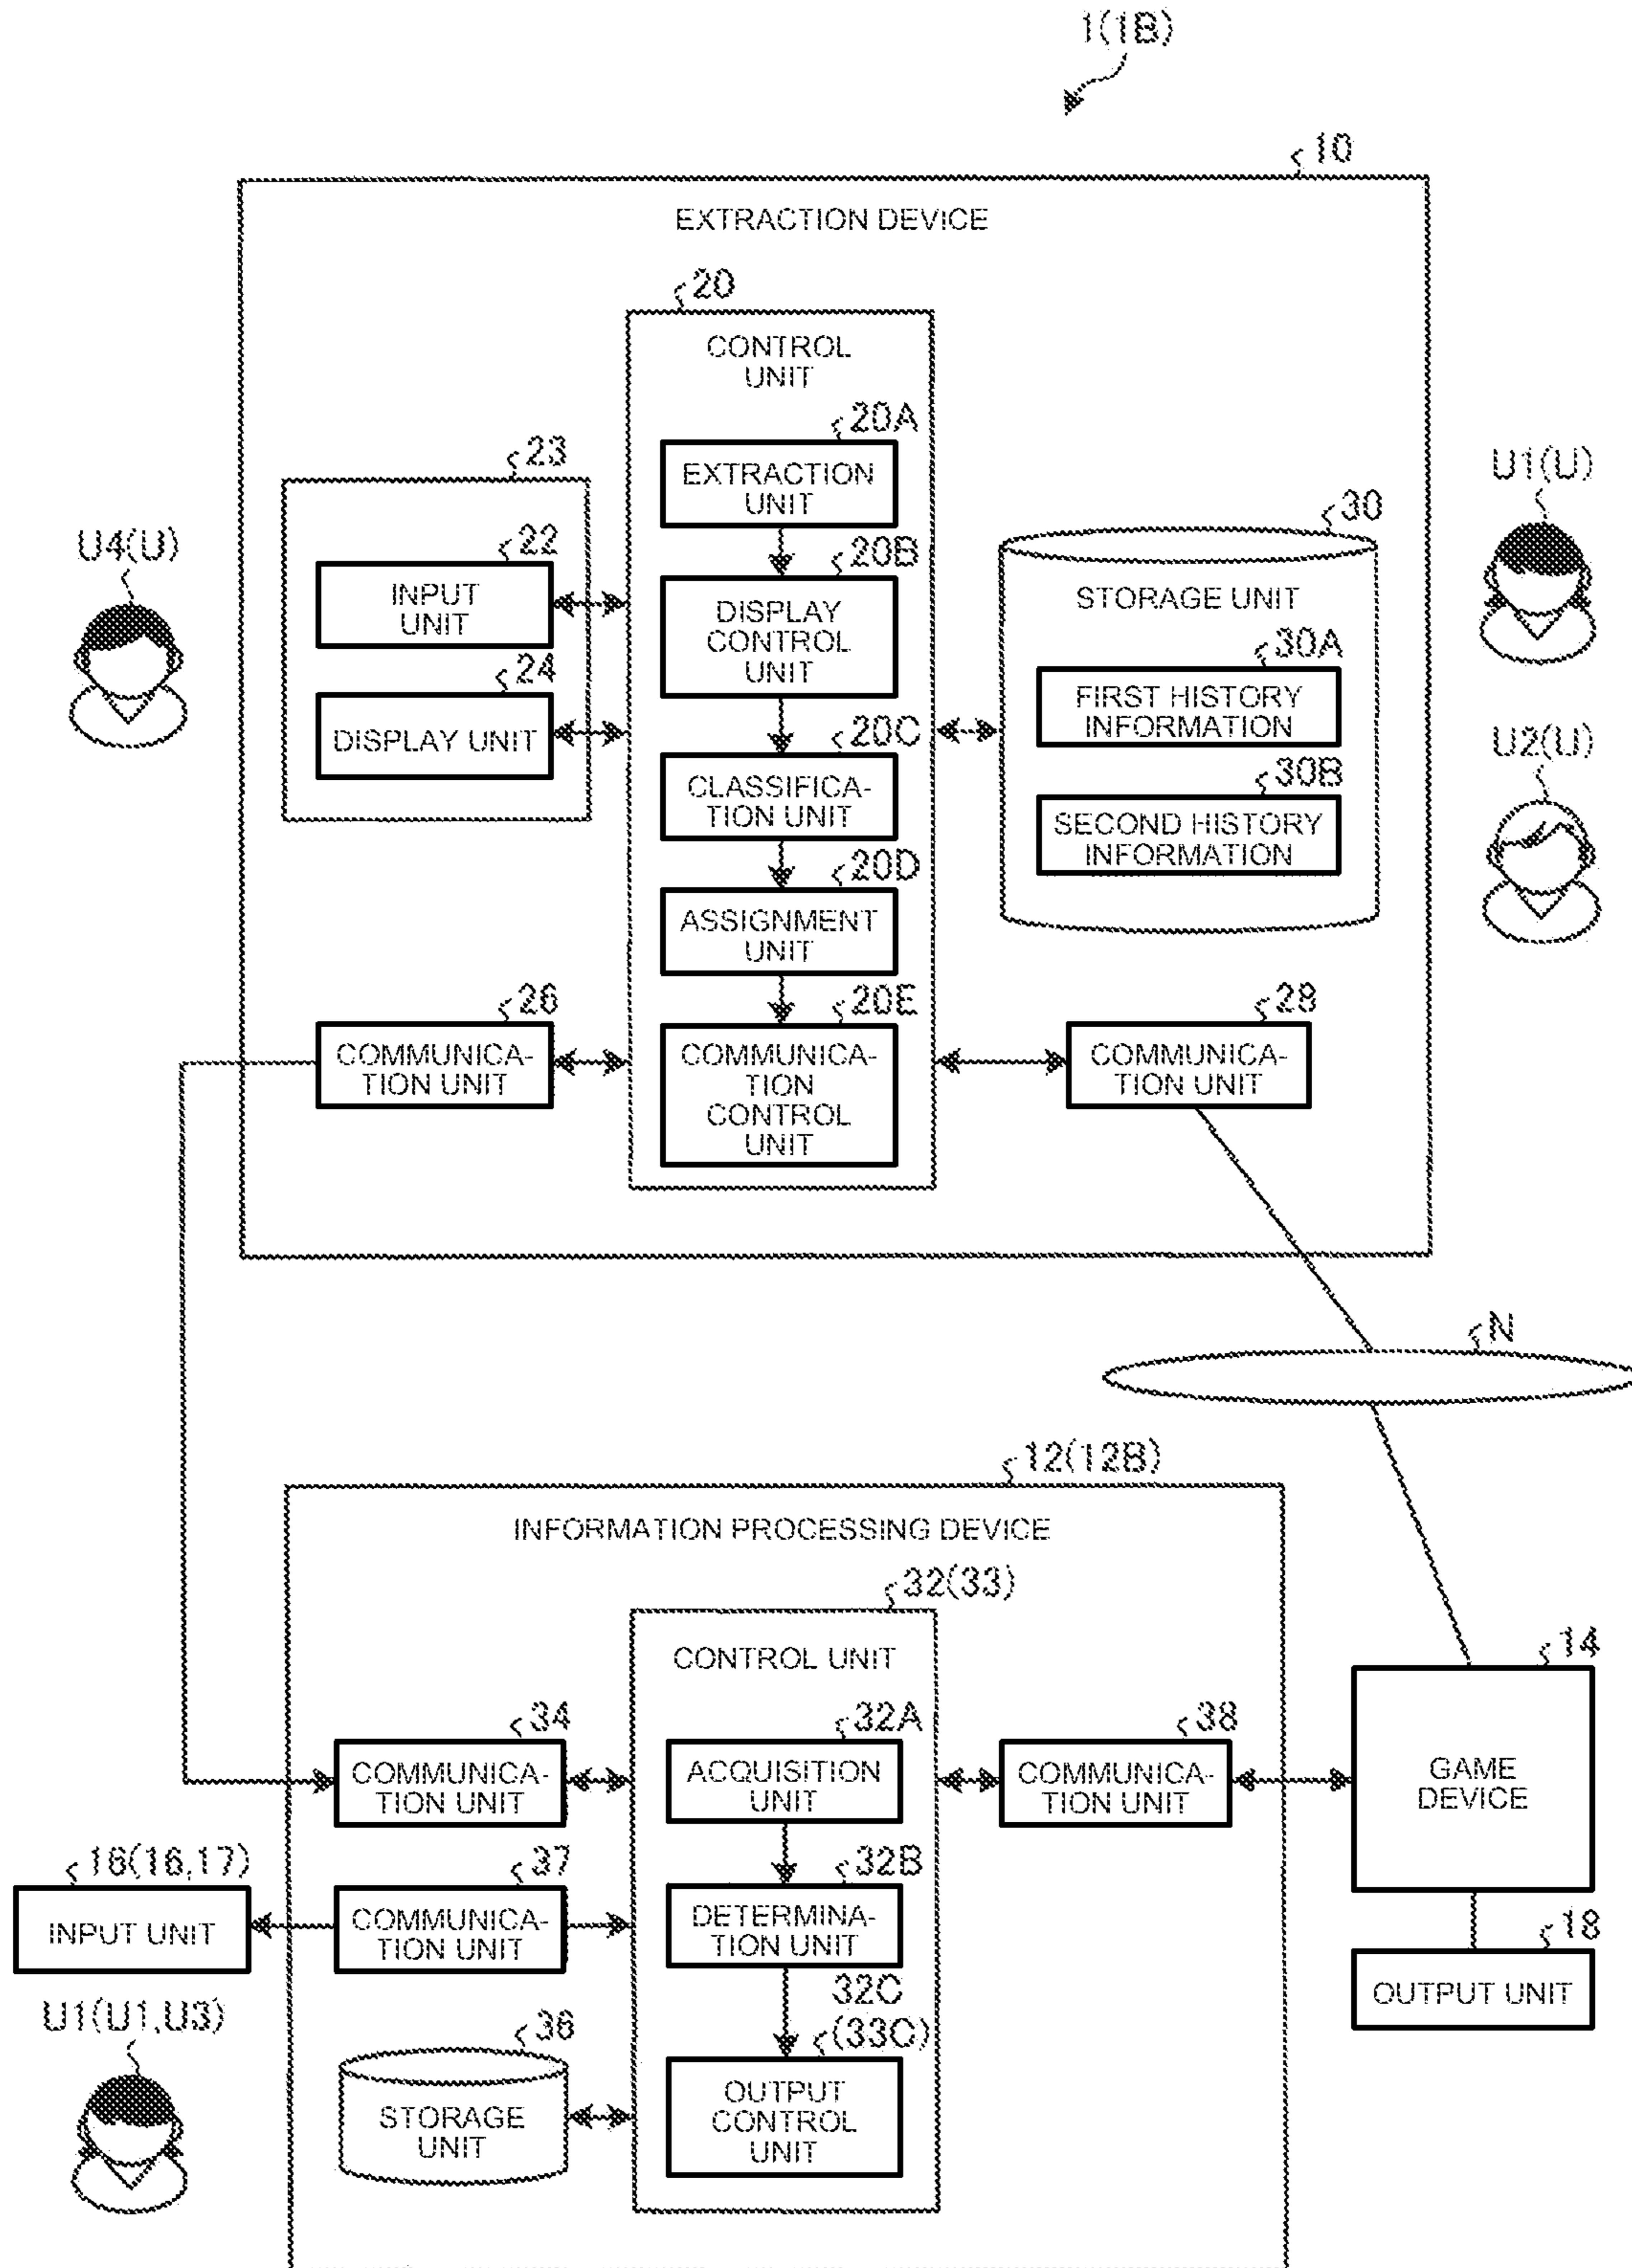 1(1B)
10
EXTRACTION DEVICE
20
CONTROL
UNIT
20A
EXTRACTION
UNIT
23
22
INPUT
UNIT
24
DISPLAY UNIT
U4(U)
20B
DISPLAY
CONTROL
UNIT
20C
CLASSIFICA-
TION UNIT
20D
ASSIGNMENT
UNIT
20E
COMMUNICA-
TION
CONTROL
UNIT
30
STORAGE UNIT
30A
FIRST HISTORY
INFORMATION
30B
SECOND HISTORY
INFORMATION
U1(U)
U2(U)
26
COMMUNICA-
TION UNIT
28
COMMUNICA-
TION UNIT
N
12(12B)
INFORMATION PROCESSING DEVICE
32(33)
CONTROL UNIT
34
COMMUNICA-
TION UNIT
32A
ACQUISITION
UNIT
38
COMMUNICA-
TION UNIT
14
GAME
DEVICE
16(16,17)
INPUT UNIT
37
COMMUNICA-
TION UNIT
32B
DETERMINA-
TION UNIT
18
OUTPUT UNIT
U1(U1,U3)
36
STORAGE
UNIT
32C
(33C)
OUTPUT
CONTROL
UNIT